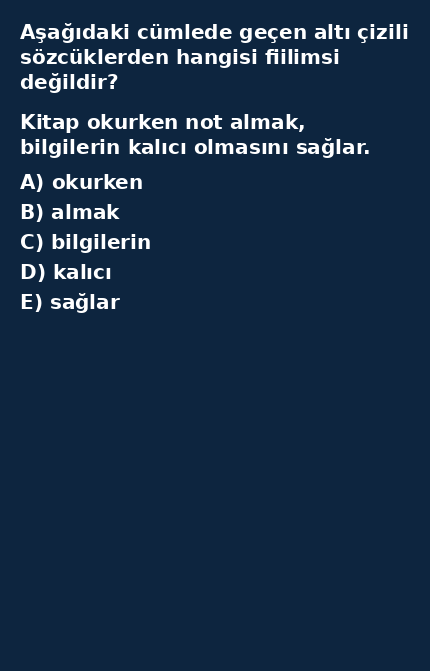 Aşağıdaki cümlede geçen altı çizili
sözcüklerden hangisi fiilimsi
değildir?
Kitap okurken not almak,
bilgilerin kalıcı olmasını sağlar.
A) okurken
B) almak
C) bilgilerin
D) kalıcı
E) sağlar